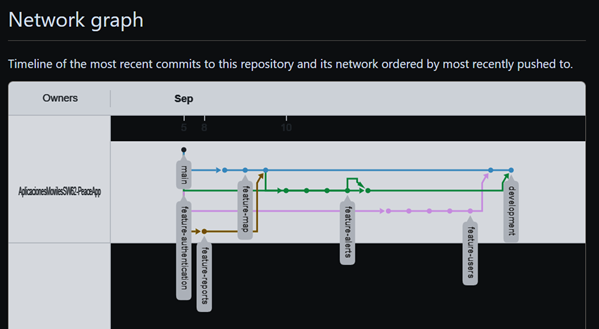 Network graph
Timeline of the most recent commits to this repository and its network ordered by most recently pushed to.
Owners
Sep
5
8
10
AplicacionesMovilesSW52-PeaceApp
main
feature-authentication
feature-reports
feature-map
feature-alerts
feature-users
development